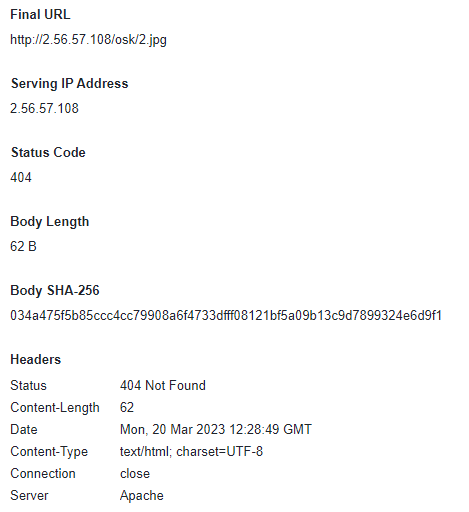 Final URL
http://2.56.57.108/osk/2.jpg
Serving IP Address
2.56.57.108
Status Code
404
Body Length
62 B
Body SHA-256
034a475f5b85ccc4cc79908a6f4733dfff08121bf5a09b13c9d7899324e6d9f1
Headers
Status 404 Not Found
Content-Length 62
Date Mon, 20 Mar 2023 12:28:49 GMT
Content-Type text/html; charset=UTF-8
Connection close
Server Apache